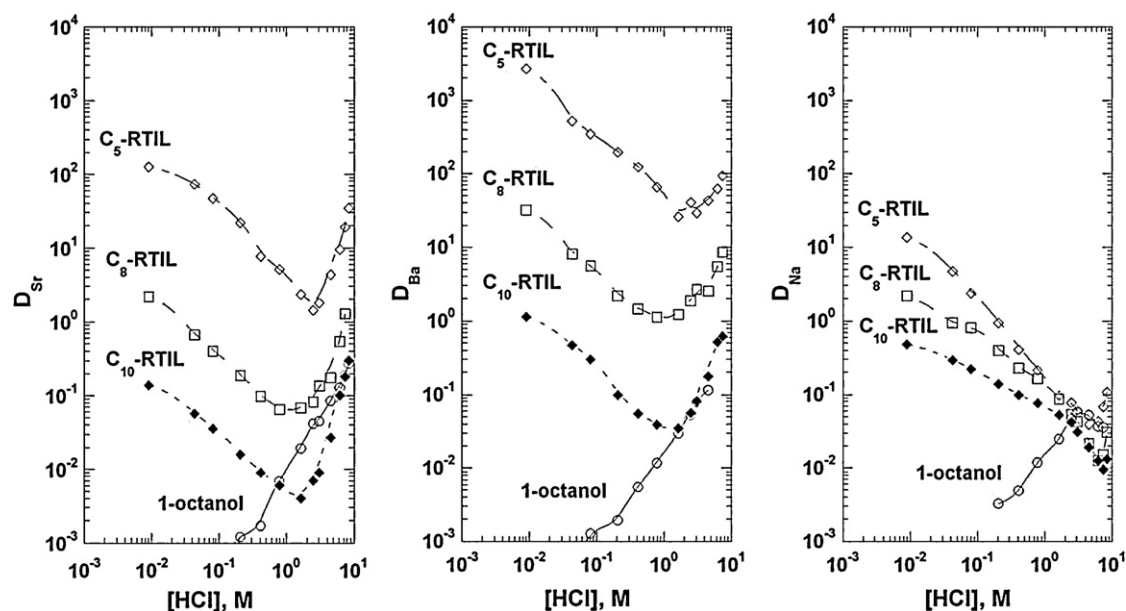 D_Sr
10⁴
10³
10²
10¹
10⁰
10⁻¹
10⁻²
10⁻³
C₅-RTIL
C₈-RTIL
C₁₀-RTIL
1-octanol
10⁻³ 10⁻² 10⁻¹ 10⁰ 10¹
[HCl], M
D_Ba
10⁴
10³
10²
10¹
10⁰
10⁻¹
10⁻²
10⁻³
C₅-RTIL
C₈-RTIL
C₁₀-RTIL
1-octanol
10⁻³ 10⁻² 10⁻¹ 10⁰ 10¹
[HCl], M
D_Na
10⁴
10³
10²
10¹
10⁰
10⁻¹
10⁻²
10⁻³
C₅-RTIL
C₈-RTIL
C₁₀-RTIL
1-octanol
10⁻³ 10⁻² 10⁻¹ 10⁰ 10¹
[HCl], M